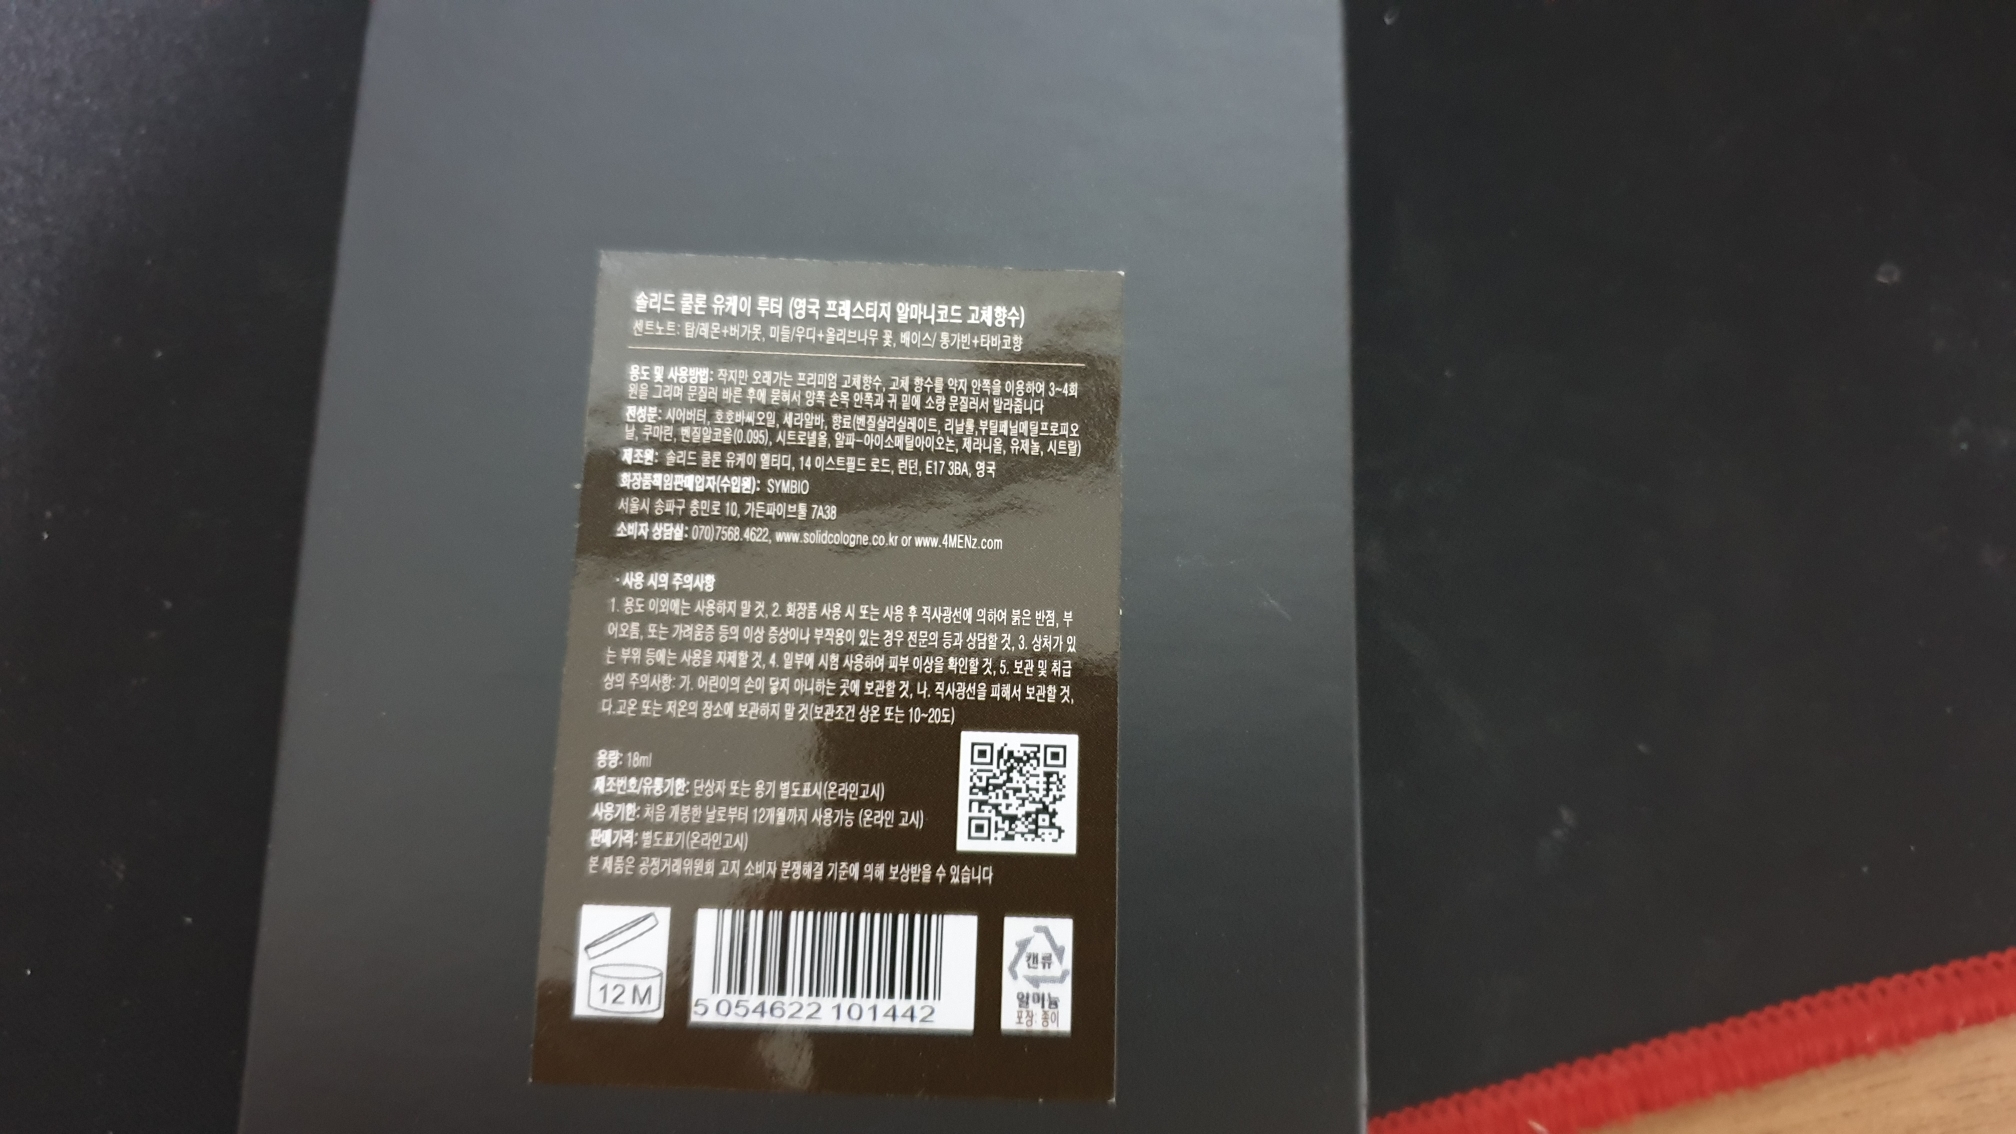 솔리드 쿨론 유케이 루터 (영국 프레스티지 알마니코드 고체향수)
센트노트: 탑/레몬+버가못, 미들/우디+올리브나무 꽃, 베이스/ 통가빈+타바코향
용도 및 사용방법: 작지만 오래가는 프리미엄 고체향수, 고체 향수를 약지 안쪽을 이용하여 3~4회
원을 그리며 문질러 바른 후에 묻혀서 양쪽 손목 안쪽과 귀 밑에 소량 문질러서 발라줍니다
전성분: 시어버터, 호호바씨오일, 세리알바, 향료(벤질살리실레이트, 리날룰,부틸페닐메틸프로피오
날, 쿠마린, 벤질알코올(0.095), 시트로넬올, 알파-아이소메틸아이오논, 제라니올, 유제놀, 시트랄)
제조원: 솔리드 쿨론 유케이 엘티디, 14 이스트필드 로드, 런던, E17 3BA, 영국
화장품책임판매업자(수입원): SYMBIO
서울시 송파구 충민로 10, 가든파이브툴 7A38
소비자 상담실: 070)7568.4622, www.solidcologne.co.kr or www.4MENz.com
· 사용 시의 주의사항
1. 용도 이외에는 사용하지 말 것, 2. 화장품 사용 시 또는 사용 후 직사광선에 의하여 붉은 반점, 부
어오름, 또는 가려움증 등의 이상 증상이나 부작용이 있는 경우 전문의 등과 상담할 것, 3. 상처가 있
는 부위 등에는 사용을 자제할 것, 4. 일부에 시험 사용하여 피부 이상을 확인할 것, 5. 보관 및 취급
상의 주의사항: 가. 어린이의 손이 닿지 아니하는 곳에 보관할 것, 나. 직사광선을 피해서 보관할 것,
다.고온 또는 저온의 장소에 보관하지 말 것(보관조건 상온 또는 10~20도)
용량: 18ml
제조번호/유통기한: 단상자 또는 용기 별도표시(온라인고시)
사용기한: 처음 개봉한 날로부터 12개월까지 사용가능 (온라인 고시)
판매가격: 별도표기(온라인고시)
본 제품은 공정거래위원회 고지 소비자 분쟁해결 기준에 의해 보상받을 수 있습니다
12 M
5 054622 101442
캔류
알미늄
포장: 종이